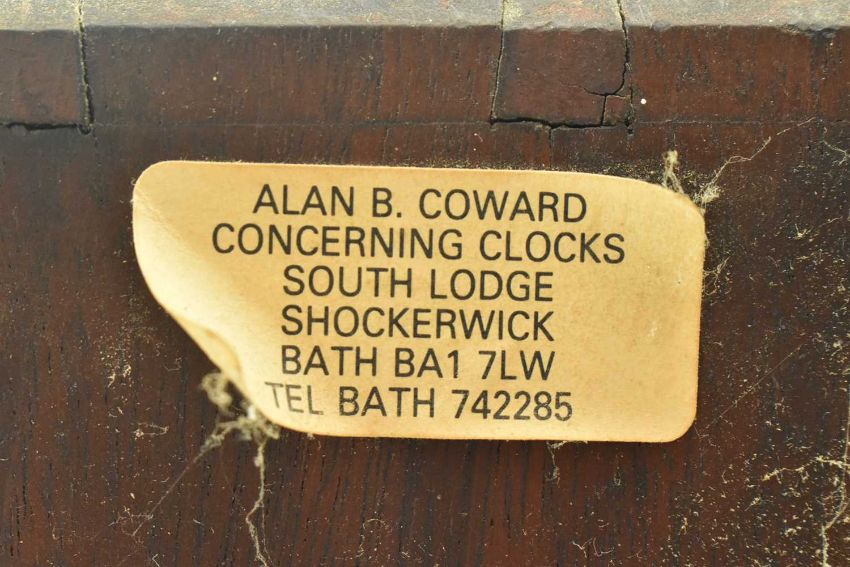 ALAN B. COWARD
CONCERNING CLOCKS
SOUTH LODGE
SHOCKERWICK
BATH BA1 7LW
TEL BATH 742285